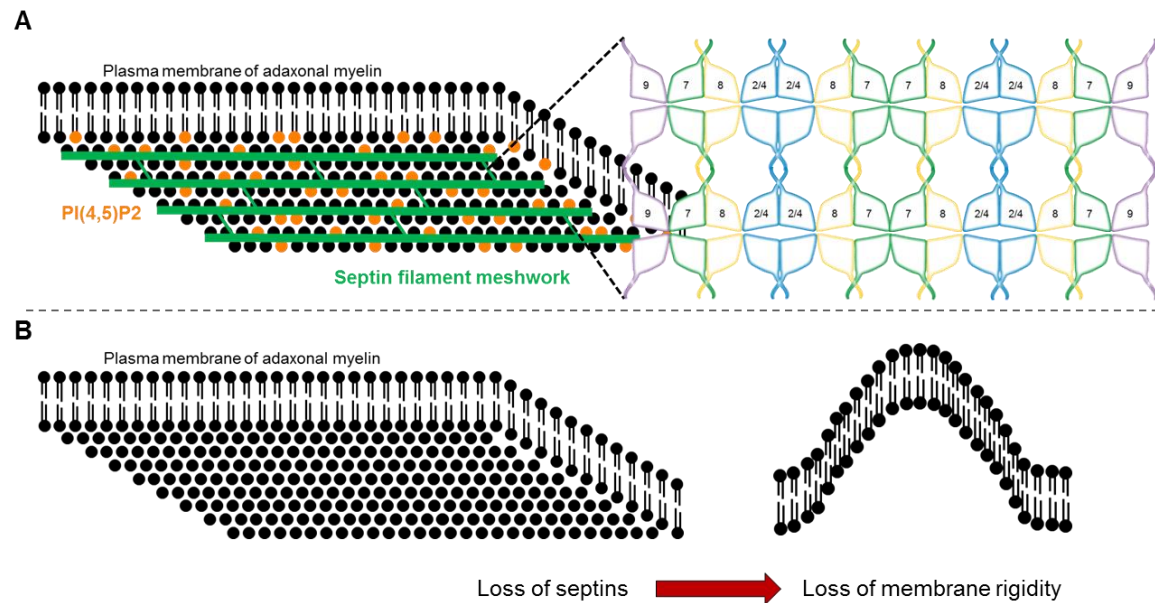 A
Plasma membrane of adaxonal myelin
PI(4,5)P2
Septin filament meshwork
9 7 8 2/4 2/4 8 7 7 8 2/4 2/4 8 7 9
9 7 8 2/4 2/4 8 7 7 8 2/4 2/4 8 7 9
B
Plasma membrane of adaxonal myelin
Loss of septins Loss of membrane rigidity